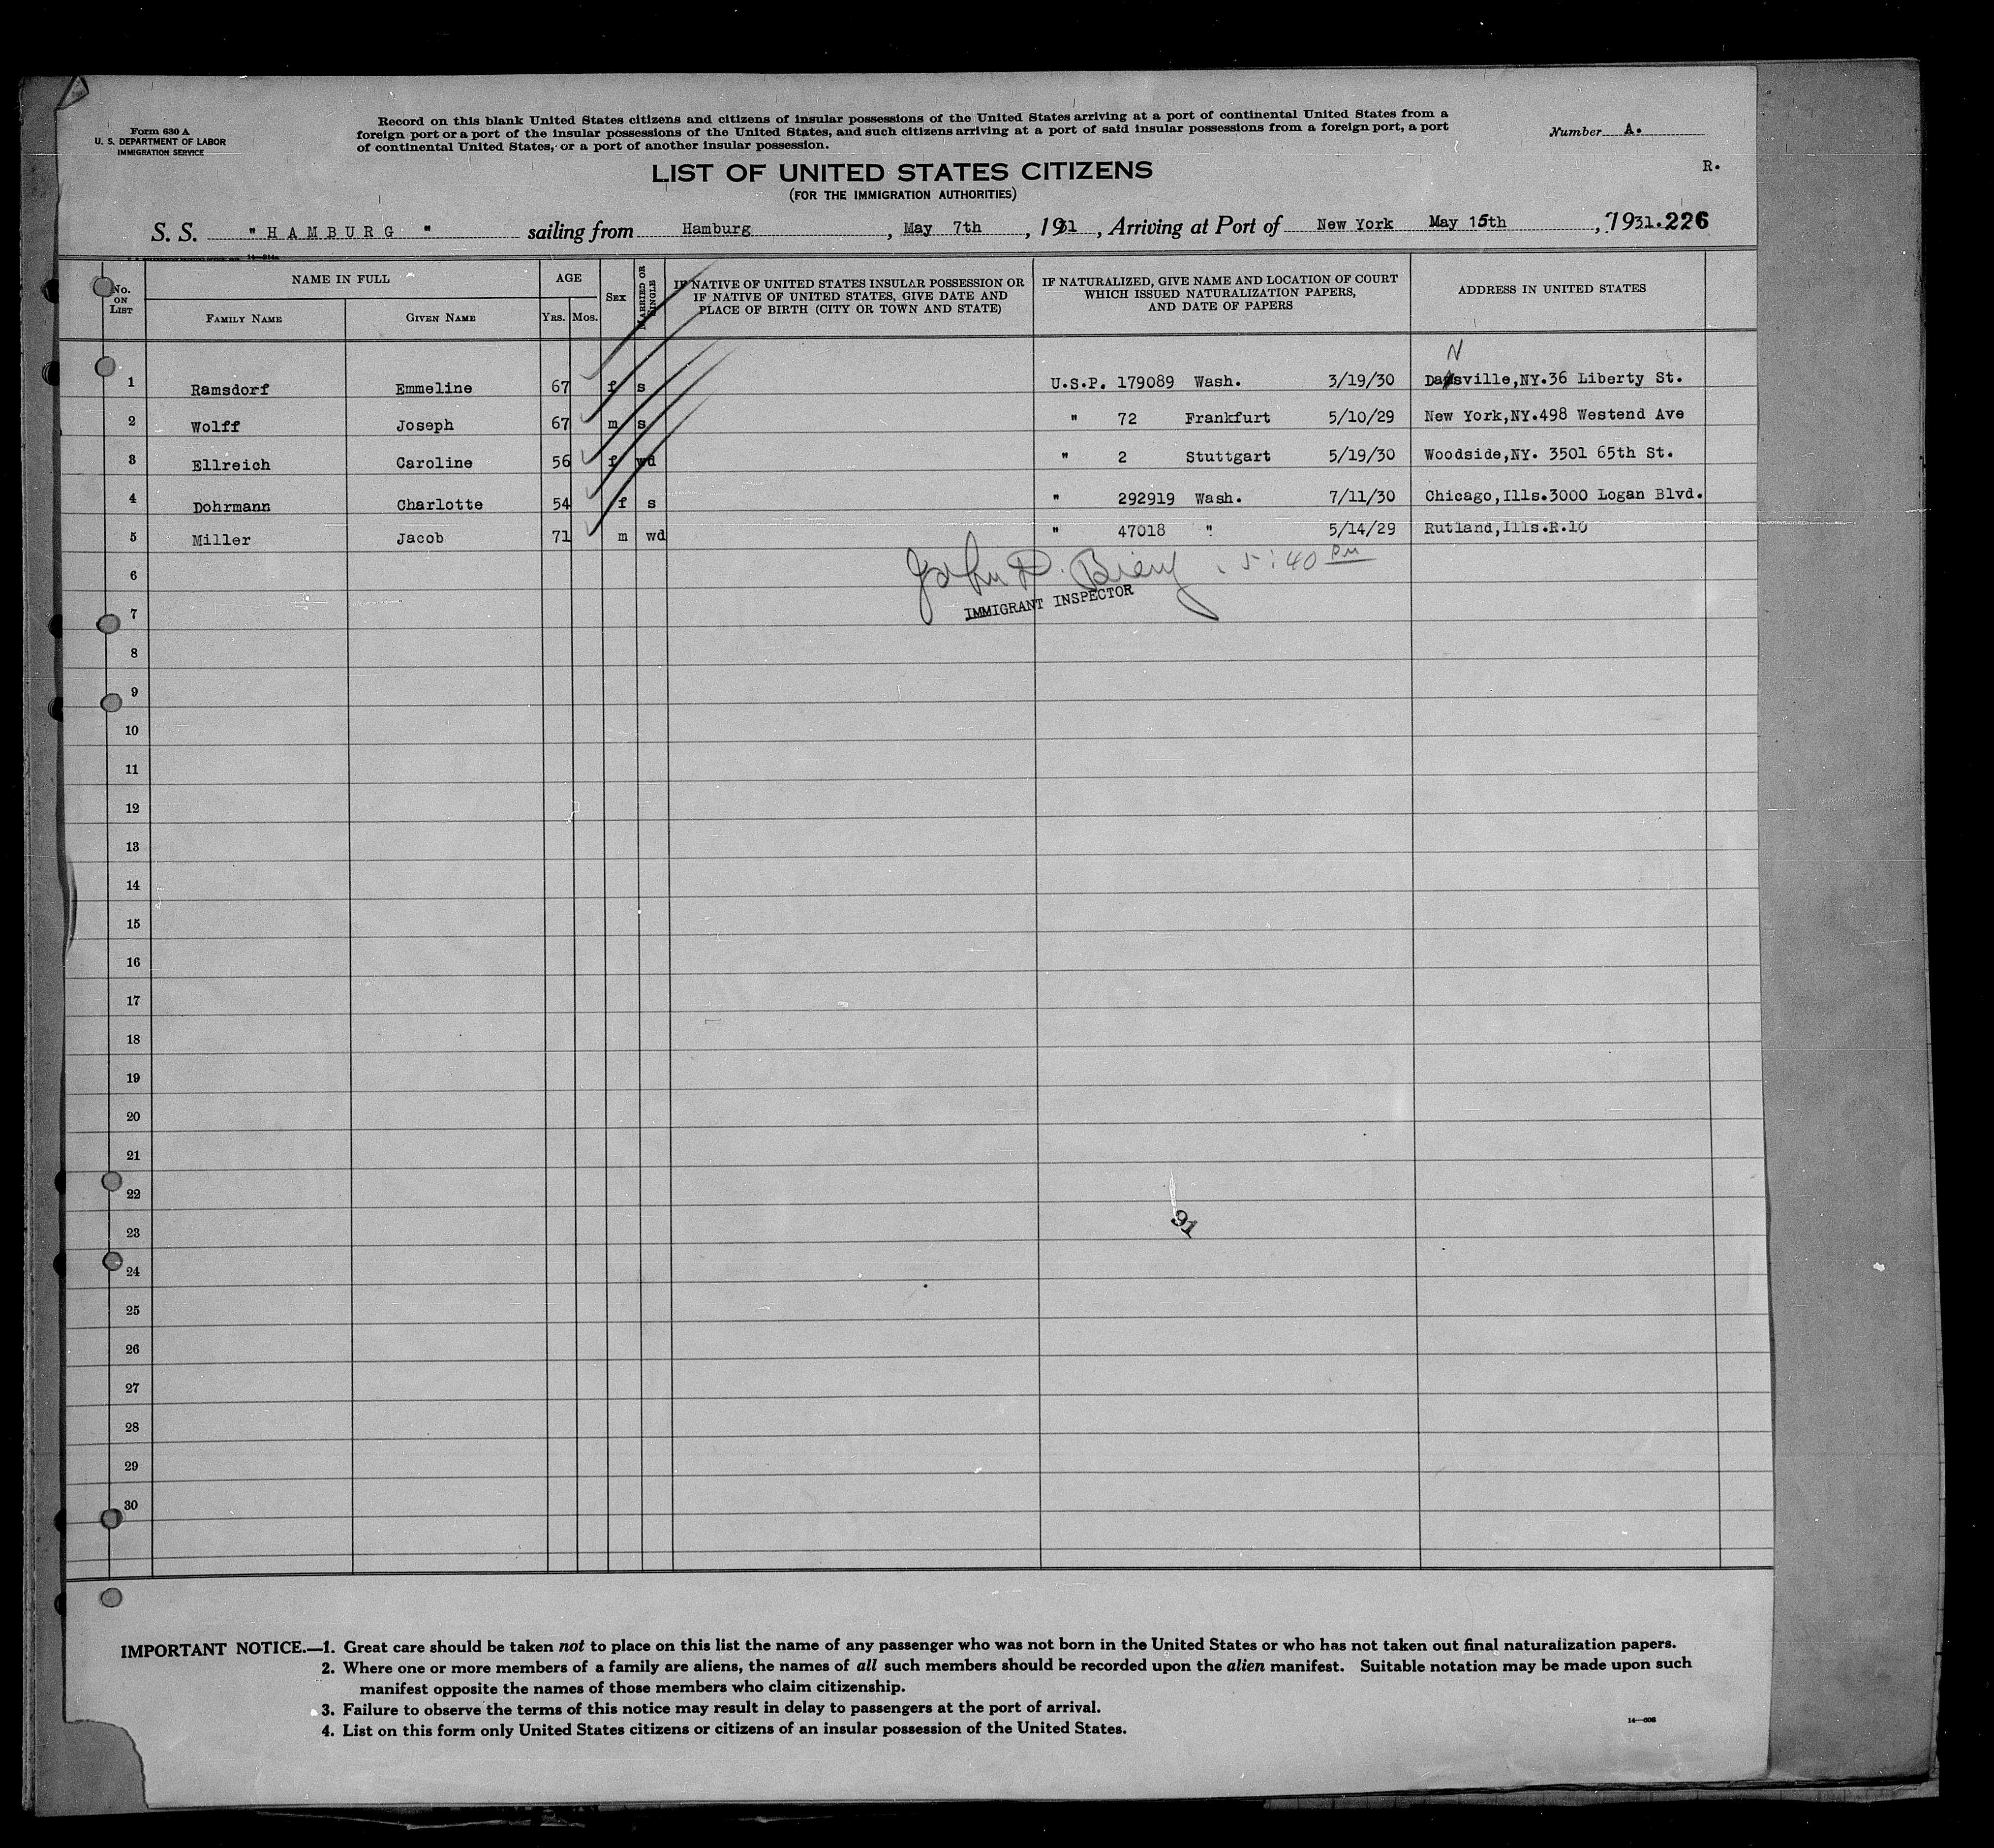 Form 630 A
U. S. DEPARTMENT OF LABOR
IMMIGRATION SERVICE
Record on this blank United States citizens and citizens of insular possessions of the United States arriving at a port of continental United States from a
foreign port or a port of the insular possessions of the United States, and such citizens arriving at a port of said insular possessions from a foreign port, a port
of continental United States, or a port of another insular possession.
Number A.
LIST OF UNITED STATES CITIZENS
R.
(FOR THE IMMIGRATION AUTHORITIES)
S. S. "HAMBURG" sailing from Hamburg, May 7th, 1931, Arriving at Port of New York May 15th, 1931. 226
No. ON LIST
NAME IN FULL
FAMILY NAME
GIVEN NAME
AGE
YRS. MOS.
SEX
MARRIED OR SINGLE
IF NATIVE OF UNITED STATES INSULAR POSSESSION OR
IF NATIVE OF UNITED STATES, GIVE DATE AND
PLACE OF BIRTH (CITY OR TOWN AND STATE)
IF NATURALIZED, GIVE NAME AND LOCATION OF COURT
WHICH ISSUED NATURALIZATION PAPERS,
AND DATE OF PAPERS
ADDRESS IN UNITED STATES
N
1 Ramsdorf Emmeline 67 f s U.S.P. 179089 Wash. 3/19/30 Dansville,NY.36 Liberty St.
2 Wolff Joseph 67 m s " 72 Frankfurt 5/10/29 New York,NY.498 Westend Ave
3 Ellreich Caroline 56 f wd " 2 Stuttgart 5/19/30 Woodside,NY. 3501 65th St.
4 Dohrmann Charlotte 54 f s " 292919 Wash. 7/11/30 Chicago,Ills.3000 Logan Blvd.
5 Miller Jacob 71 m wd " 47018 " 5/14/29 Rutland,Ills.R.10
John P. 5:40 PM
6
IMMIGRANT INSPECTOR
7
8
9
10
11
12
13
14
15
16
17
18
19
20
21
22
91
23
24
25
26
27
28
29
30
IMPORTANT NOTICE.—1. Great care should be taken not to place on this list the name of any passenger who was not born in the United States or who has not taken out final naturalization papers.
2. Where one or more members of a family are aliens, the names of all such members should be recorded upon the alien manifest. Suitable notation may be made upon such
manifest opposite the names of those members who claim citizenship.
3. Failure to observe the terms of this notice may result in delay to passengers at the port of arrival.
4. List on this form only United States citizens or citizens of an insular possession of the United States.
14—608